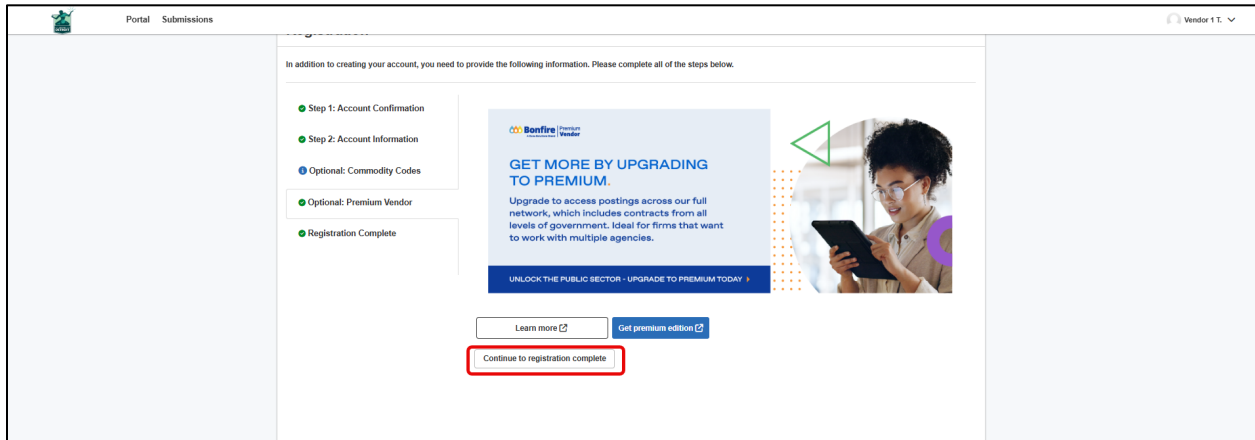 Portal Submissions
Vendor 1 T.
Registration
In addition to creating your account, you need to provide the following information. Please complete all of the steps below.
Step 1: Account Confirmation
Step 2: Account Information
Optional: Commodity Codes
Optional: Premium Vendor
Registration Complete
Bonfire Premium Vendor
GET MORE BY UPGRADING
TO PREMIUM.
Upgrade to access postings across our full
network, which includes contracts from all
levels of government. Ideal for firms that want
to work with multiple agencies.
UNLOCK THE PUBLIC SECTOR - UPGRADE TO PREMIUM TODAY
Learn more
Get premium edition
Continue to registration complete